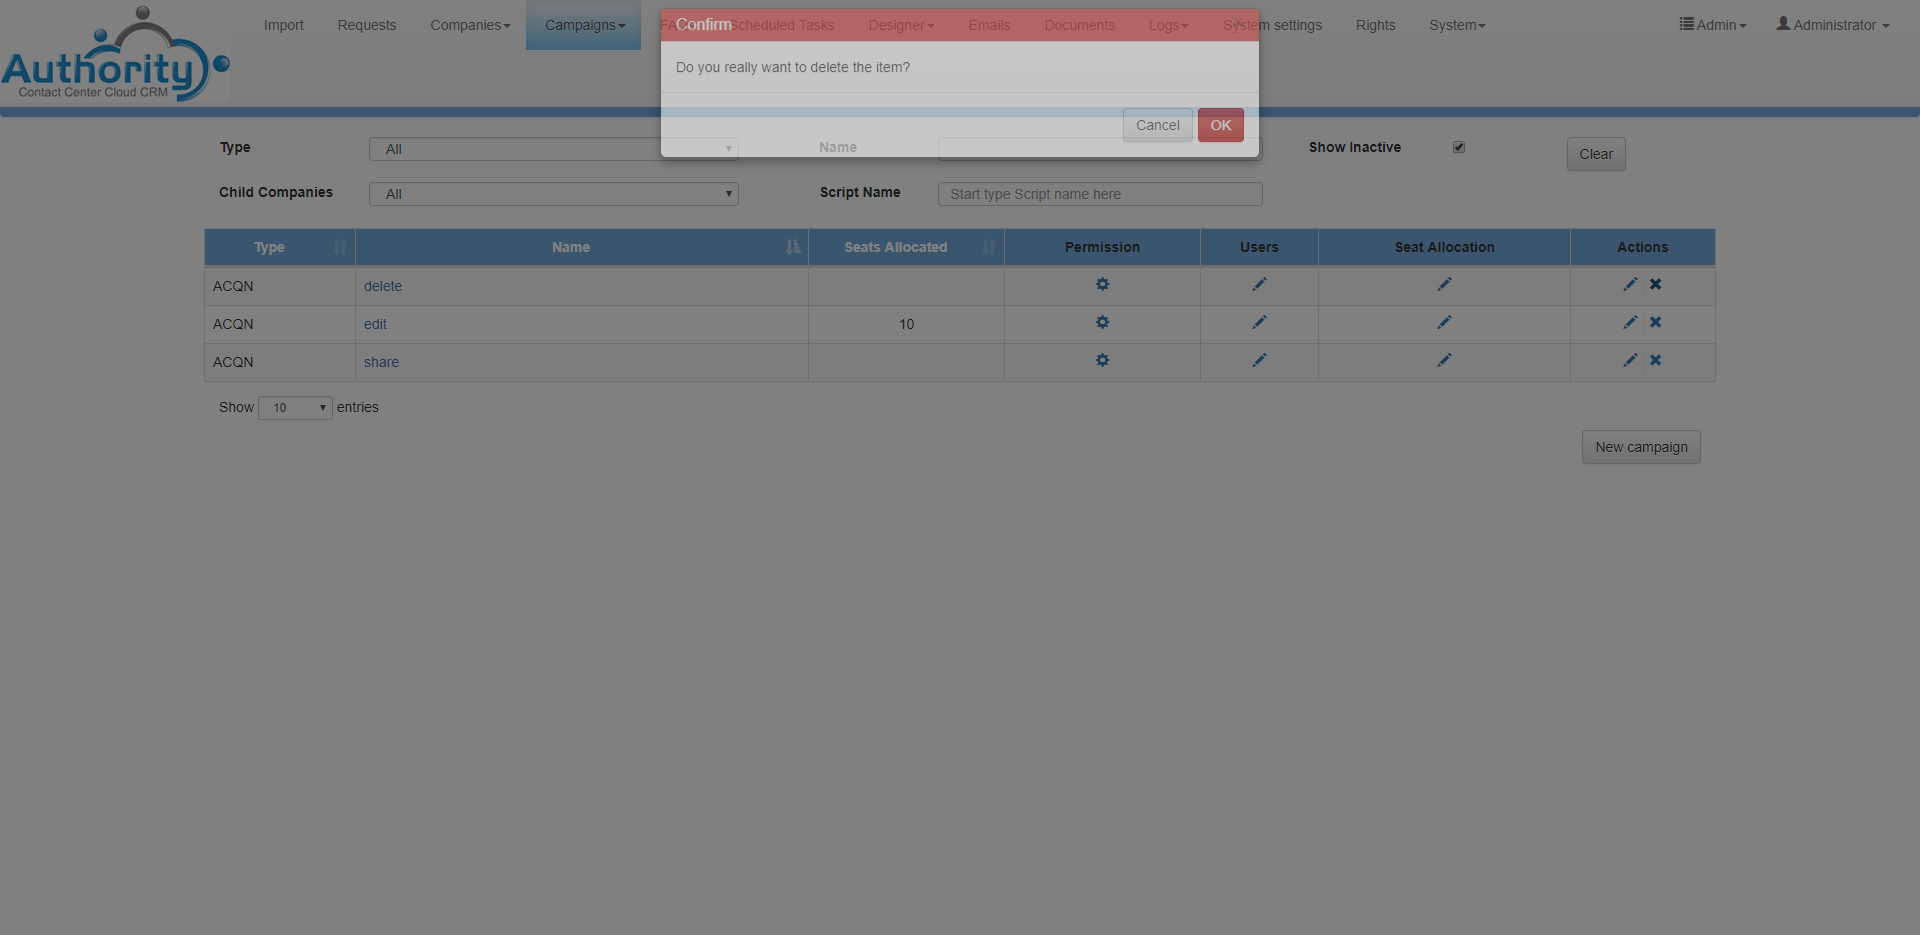 Authority
Contact Center Cloud CRM
Import Requests Companies Campaigns Scheduled Tasks Designer Emails Documents Logs System settings Rights System Admin Administrator
Confirm
Do you really want to delete the item?
Cancel OK
Type All Name Show Inactive Clear
Child Companies All Script Name Start type Script name here
Type Name Seats Allocated Permission Users Seat Allocation Actions
ACQN delete
ACQN edit 10
ACQN share
Show 10 entries
New campaign